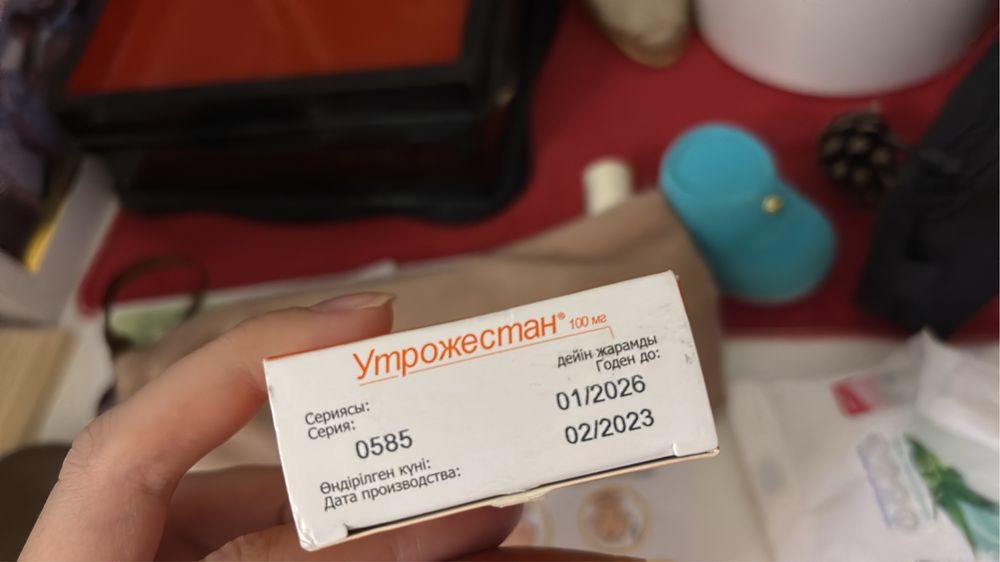 Утрожестан® 100 мг
дейін жарамды
Годен до:
Сериясы:
Серия:
0585
01/2026
02/2023
Өндірілген күні:
Дата производства: